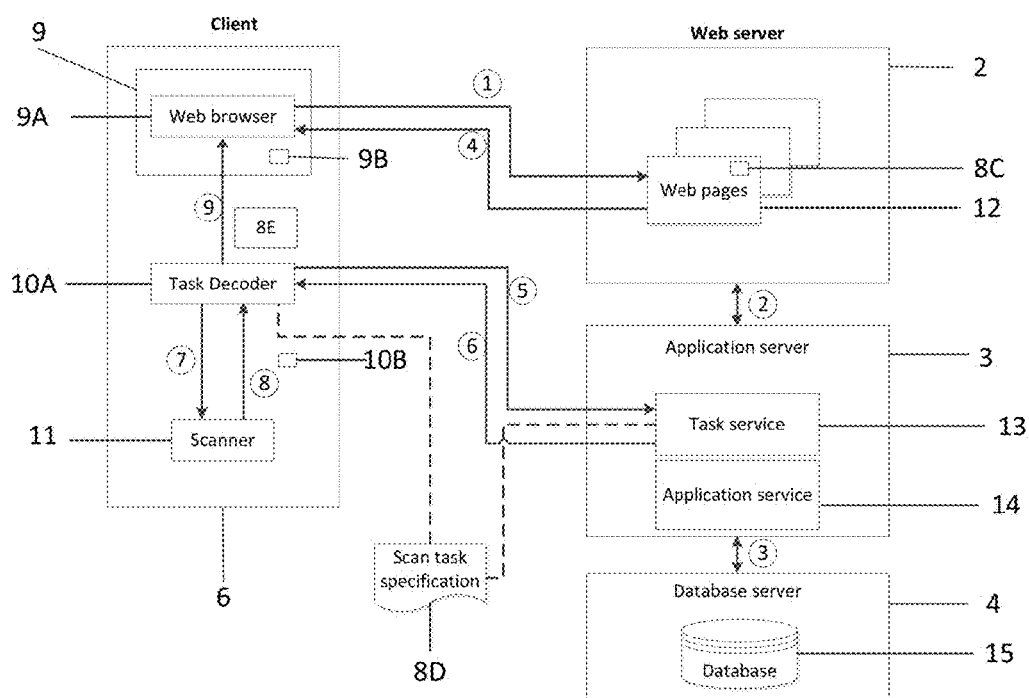 Client
Web server
9
2
9A
Web browser
1
4
9B
8C
Web pages
12
9
8E
10A
Task Decoder
5
2
6
Application server
3
7
8
10B
11
Scanner
Task service
13
Application service
14
Scan task
specification
3
6
Database server
4
8D
Database
15